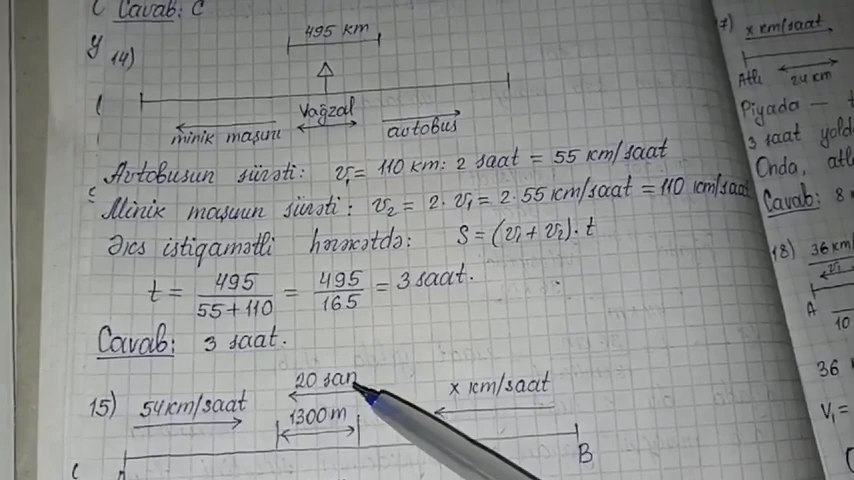 Cavab: C
14)
495 km
Vağzal
minik maşını
avtobus
Avtobusun sürəti: v₁= 110 km: 2 saat = 55 km/saat
Minik maşının sürəti: v₂ = 2·v₁ = 2·55 km/saat = 110 km/saat
Əks istiqamətli hərəkətdə: S = (v₁ + v₂)·t
t = 495/(55+110) = 495/165 = 3 saat.
Cavab: 3 saat.
15) 54 km/saat
20 san
1300 m
x km/saat
B
x km/saat
Atlı
24 km
Piyada —
3 saat
Onda, atlı
Cavab: 8
18) 36 km/
v₁
A
10
36
V₁ =